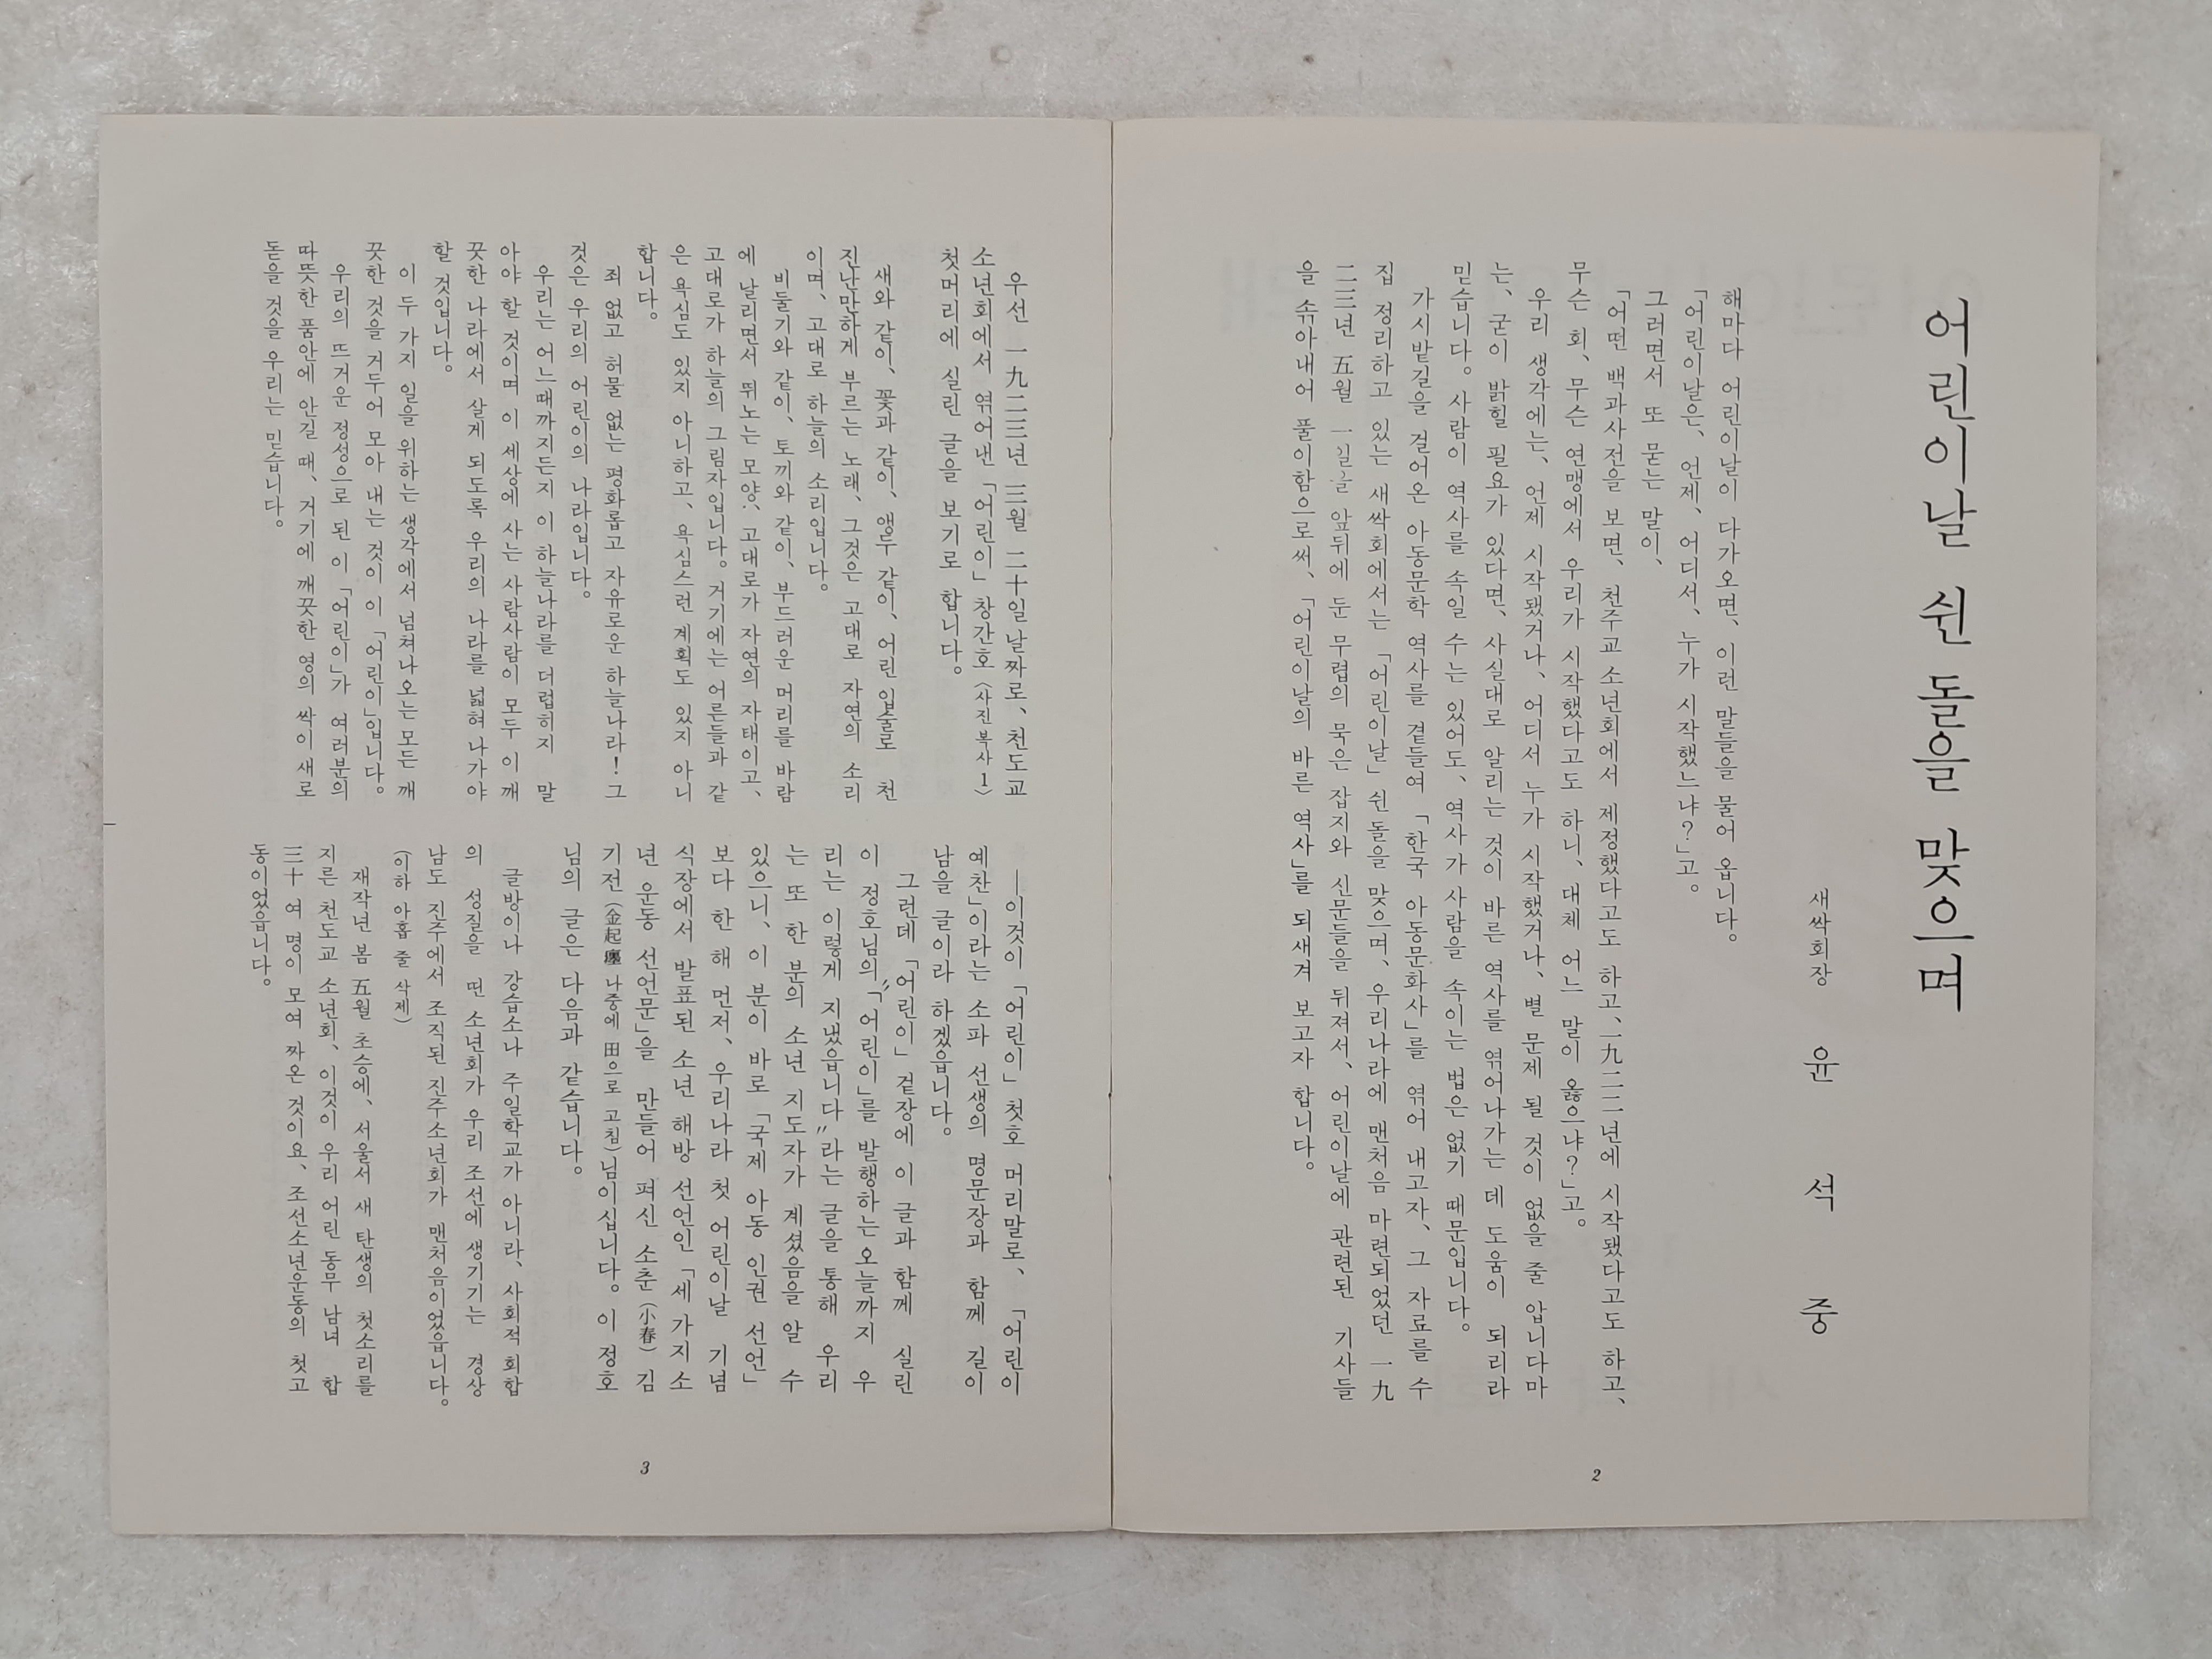 어린이날 쉰 돌을 맞으며
새싹회장 윤 석 중
해마다 어린이날이 다가오면、이런 말들을 물어 옵니다。
「어린이날은、언제、어디서、누가 시작했느냐？」고。
그러면서 또 묻는 말이、
「어떤 백과사전을 보면、천주교 소년회에서 제정했다고도 하고、一九二二년에 시작됐다고도 하고、
무슨 회、무슨 연맹에서 우리가 시작했다고도 하니、대체 어느 말이 옳으냐？」고。
우리 생각에는、언제 시작됐거나、어디서 누가 시작했거나、별 문제 될 것이 없을 줄 압니다마
는、굳이 밝힐 필요가 있다면、사실대로 알리는 것이 바른 역사를 엮어나가는 데 도움이 되리라
믿습니다。사람이 역사를 속일 수는 있어도、역사가 사람을 속이는 법은 없기 때문입니다。
가시밭길을 걸어온 아동문학 역사를 곁들여「한국 아동문화사」를 엮어 내고자、그 자료를 수
집 정리하고 있는 새싹회에서는「어린이날」쉰돌을 맞으며、우리나라에 맨처음 마련되었던 一九
二三년 五월 一일을 앞뒤에 둔 무렵의 묵은 잡지와 신문들을 뒤져서、어린이날에 관련된 기사들
을 솎아내어 풀이함으로써、「어린이날의 바른 역사」를 되새겨 보고자 합니다。
2
우선 一九二三년 三월 二十일 날짜로、천도교
소년회에서 엮어낸「어린이」창간호〈사진 복사 1〉
첫머리에 실린 글을 보기로 합니다。
새와 같이、꽃과 같이、앵두 같이、어린 입술로 천
진난만하게 부르는 노래、그것은 고대로 자연의 소리
이며、고대로 하늘의 소리입니다。
비둘기와 같이、토끼와 같이、부드러운 머리를 바람
에 날리면서 뛰노는 모양、고대로가 자연의 자태이고、
고대로가 하늘의 그림자입니다。거기에는 어른들과 같
은 욕심도 있지 아니하고、욕심스런 계획도 있지 아니
합니다。
죄 없고 허물 없는 평화롭고 자유로운 하늘나라！그
것은 우리의 어린이의 나라입니다。
우리는 어느때까지든지 이 하늘나라를 더럽히지 말
아야 할 것이며 이 세상에 사는 사람사람이 모두 이 깨
끗한 나라에서 살게 되도록 우리의 나라를 넓혀 나가야
할 것입니다。
이 두 가지 일을 위하는 생각에서 넘쳐나오는 모든 깨
끗한 것을 거두어 모아 내는 것이 이「어린이」입니다。
우리의 뜨거운 정성으로 된 이「어린이」가 여러분의
따뜻한 품안에 안길 때、거기에 깨끗한 영의 싹이 새로
돋을 것을 우리는 믿습니다。
―이것이「어린이」첫호 머리말로、「어린이
예찬」이라는 소파 선생의 명문장과 함께 길이
남을 글이라 하겠읍니다。
그런데「어린이」겉장에 이 글과 함께 실린
이 정호님의〃「어린이」를 발행하는 오늘까지 우
리는 이렇게 지냈읍니다〃라는 글을 통해 우리
는 또 한 분의 소년 지도자가 계셨음을 알 수
있으니、이 분이 바로「국제 아동 인권 선언」
보다 한 해 먼저、우리나라 첫 어린이날 기념
식장에서 발표된 소년 해방 선언인「세 가지 소
년 운동 선언문」을 만들어 펴신 소춘(小春) 김
기전(金起㢆 나중에 田으로 고침)님이십니다。이 정호
님의 글은 다음과 같습니다。
글방이나 강습소나 주일학교가 아니라、사회적 회합
의 성질을 띤 소년회가 우리 조선에 생기기는 경상
남도 진주에서 조직된 진주소년회가 맨처음이었읍니다。
(이하 아홉 줄 삭제)
재작년 봄 五월 초승에、서울서 새 탄생의 첫소리를
지른 천도교 소년회、이것이 우리 어린 동무 남녀 합
三十 여 명이 모여 짜온 것이요、조선소년운동의 첫고
동이었읍니다。
3